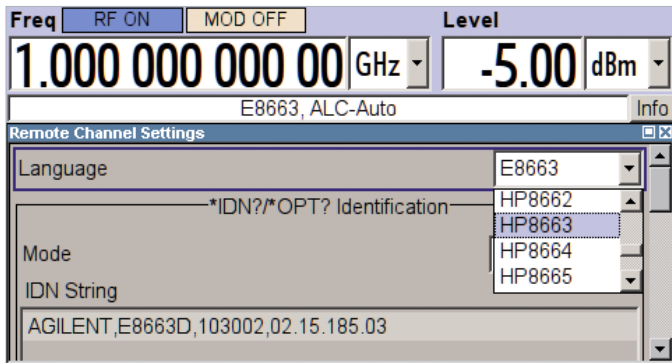 Freq RF ON MOD OFF Level
1.000 000 000 00 GHz -5.00 dBm
E8663, ALC-Auto Info
Remote Channel Settings
Language E8663
HP8662
*IDN?/*OPT? Identification
HP8663
Mode HP8664
HP8665
IDN String
AGILENT,E8663D,103002,02.15.185.03